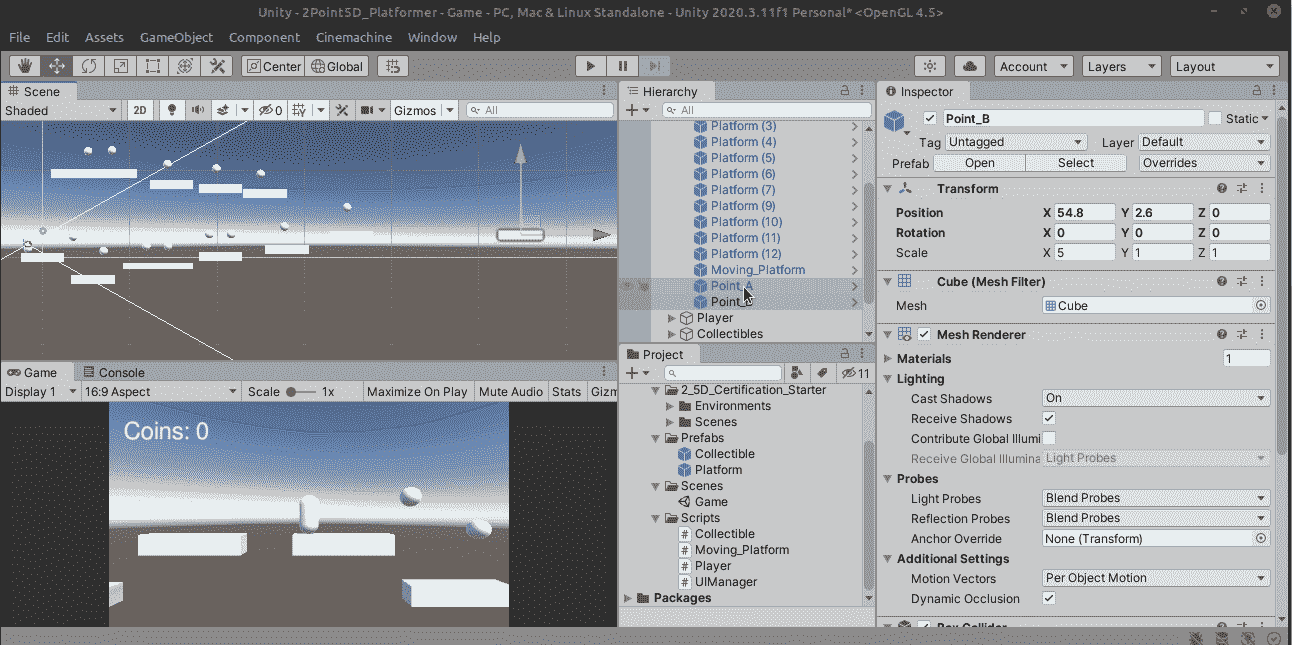 Unity - 2Point5D_Platformer - Game - PC, Mac & Linux Standalone - Unity 2020.3.11f1 Personal* <OpenGL 4.5>
File Edit Assets GameObject Component Cinemachine Window Help
Center Global Account Layers Layout
Scene
Shaded 2D 0 Gizmos All
Hierarchy
All
Platform (3)
Platform (4)
Platform (5)
Platform (6)
Platform (7)
Platform (9)
Platform (10)
Platform (11)
Platform (12)
Moving_Platform
Point_A
Point_
Player
Collectibles
Game Console
Display 1 16:9 Aspect Scale 1x Maximize On Play Mute Audio Stats Gizm
Coins: 0
Project
11
2_5D_Certification_Starter
Environments
Scenes
Prefabs
Collectible
Platform
Scenes
Game
Scripts
# Collectible
# Moving_Platform
# Player
# UIManager
Packages
Inspector
Point_B Static
Tag Untagged Layer Default
Prefab Open Select Overrides
Transform
Position X 54.8 Y 2.6 Z 0
Rotation X 0 Y 0 Z 0
Scale X 5 Y 1 Z 1
Cube (Mesh Filter)
Mesh Cube
Mesh Renderer
Materials 1
Lighting
Cast Shadows On
Receive Shadows
Contribute Global Illumi
Receive Global Illumina Light Probes
Probes
Light Probes Blend Probes
Reflection Probes Blend Probes
Anchor Override None (Transform)
Additional Settings
Motion Vectors Per Object Motion
Dynamic Occlusion
Box Collider